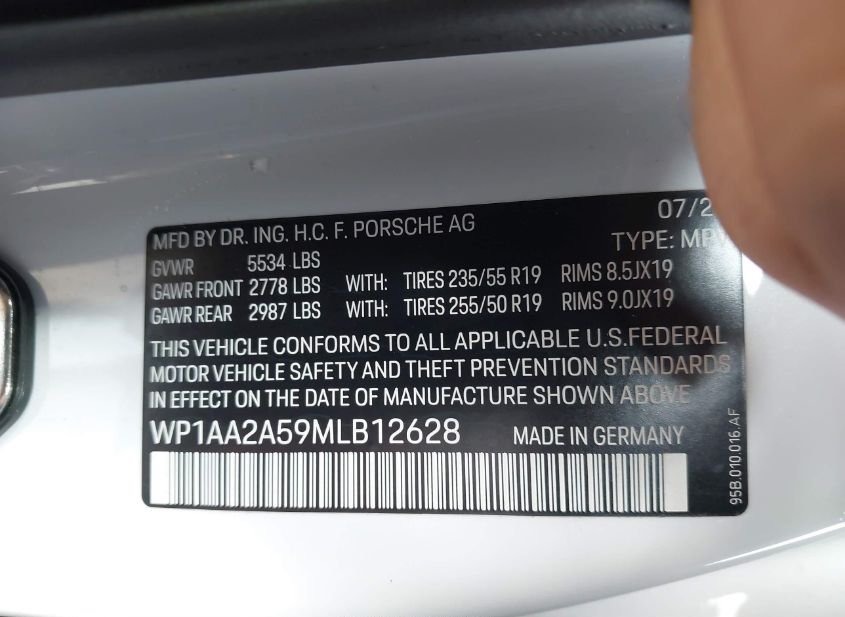 MFD BY DR. ING. H.C. F. PORSCHE AG
TYPE:
GVWR 5534 LBS
GAWR FRONT 2778 LBS WITH: TIRES 235/55 R19 RIMS 8.5JX19
GAWR REAR 2987 LBS WITH: TIRES 255/50 R19 RIMS 9.0JX19
THIS VEHICLE CONFORMS TO ALL APPLICABLE U.S.FEDERAL
MOTOR VEHICLE SAFETY AND THEFT PREVENTION STANDARDS
IN EFFECT ON THE DATE OF MANUFACTURE SHOWN ABOVE
WP1AA2A59MLB12628 MADE IN GERMANY
95B.010.016.AF